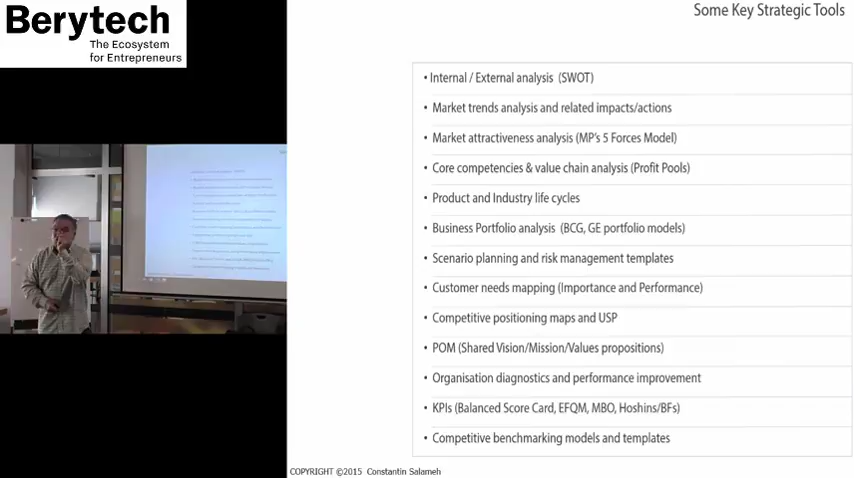 Berytech
The Ecosystem
for Entrepreneurs
Some Key Strategic Tools
• Internal / External analysis (SWOT)
• Market trends analysis and related impacts/actions
• Market attractiveness analysis (MP's 5 Forces Model)
• Core competencies & value chain analysis (Profit Pools)
• Product and Industry life cycles
• Business Portfolio analysis (BCG, GE portfolio models)
• Scenario planning and risk management templates
• Customer needs mapping (Importance and Performance)
• Competitive positioning maps and USP
• POM (Shared Vision/Mission/Values propositions)
• Organisation diagnostics and performance improvement
• KPIs (Balanced Score Card, EFQM, MBO, Hoshins/BFs)
• Competitive benchmarking models and templates
COPYRIGHT ©2015 Constantin Salameh